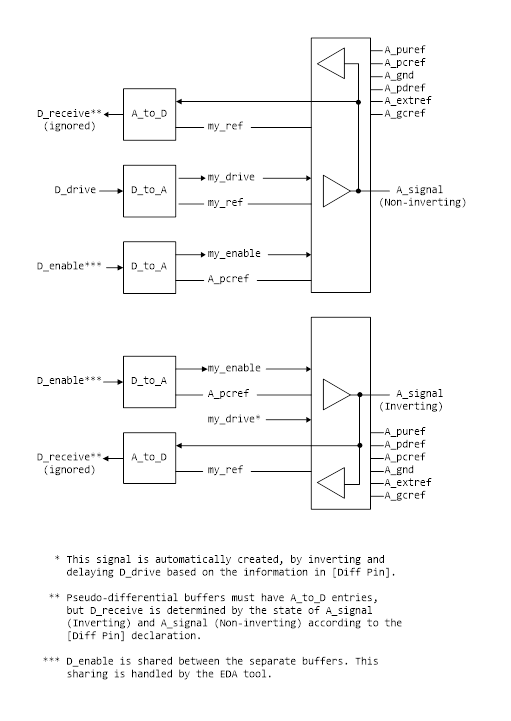 A_puref
A_pcref
A_gnd
A_pdref
A_extref
A_gcref
D_receive**
(ignored)
A_to_D
my_ref
D_drive
D_to_A
my_drive
my_ref
A_signal
(Non-inverting)
D_enable***
D_to_A
my_enable
A_pcref
D_enable***
D_to_A
my_enable
A_pcref
my_drive*
A_signal
(Inverting)
D_receive**
(ignored)
A_to_D
my_ref
A_puref
A_pdref
A_pcref
A_gnd
A_extref
A_gcref
* This signal is automatically created, by inverting and
delaying D_drive based on the information in [Diff Pin].
** Pseudo-differential buffers must have A_to_D entries,
but D_receive is determined by the state of A_signal
(Inverting) and A_signal (Non-inverting) according to the
[Diff Pin] declaration.
*** D_enable is shared between the separate buffers. This
sharing is handled by the EDA tool.